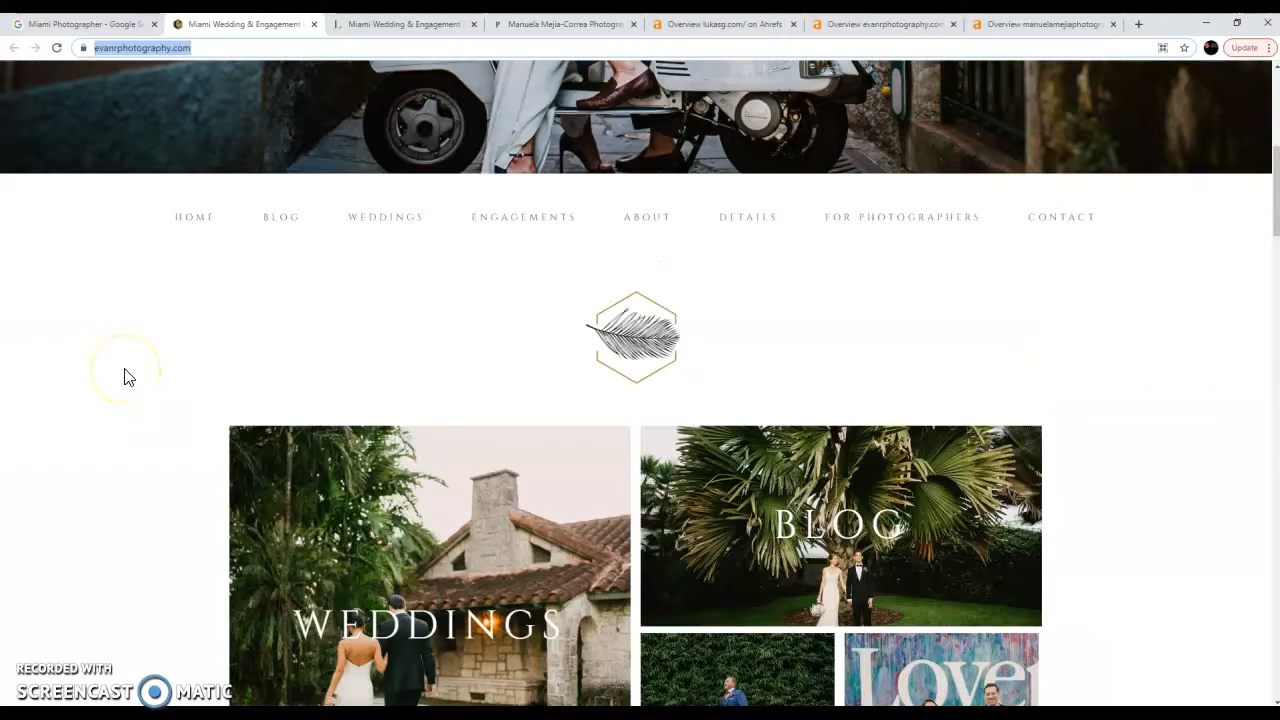 Miami Photographer - Google S
Miami Wedding & Engagement
Miami Wedding & Engagement
Manuela Mejia-Correa Photogra
Overview lukasg.com/ on Ahrefs
Overview evanrphotography.co
Overview manuelamejiaphotogr
evanrphotography.com
Update
HOME BLOG WEDDINGS ENGAGEMENTS ABOUT DETAILS FOR PHOTOGRAPHERS CONTACT
BLOG
WEDDINGS
Love
RECORDED WITH
SCREENCAST MATIC